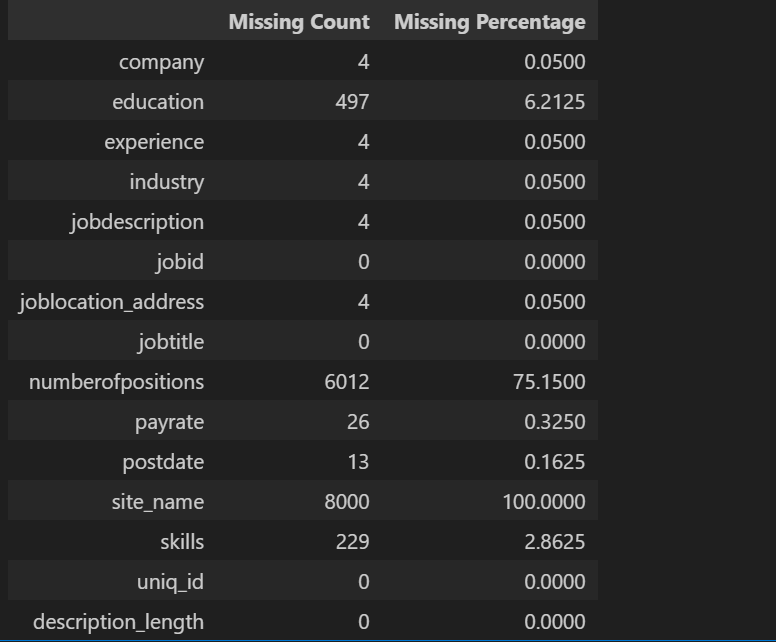 Missing Count Missing Percentage
company 4 0.0500
education 497 6.2125
experience 4 0.0500
industry 4 0.0500
jobdescription 4 0.0500
jobid 0 0.0000
joblocation_address 4 0.0500
jobtitle 0 0.0000
numberofpositions 6012 75.1500
payrate 26 0.3250
postdate 13 0.1625
site_name 8000 100.0000
skills 229 2.8625
uniq_id 0 0.0000
description_length 0 0.0000